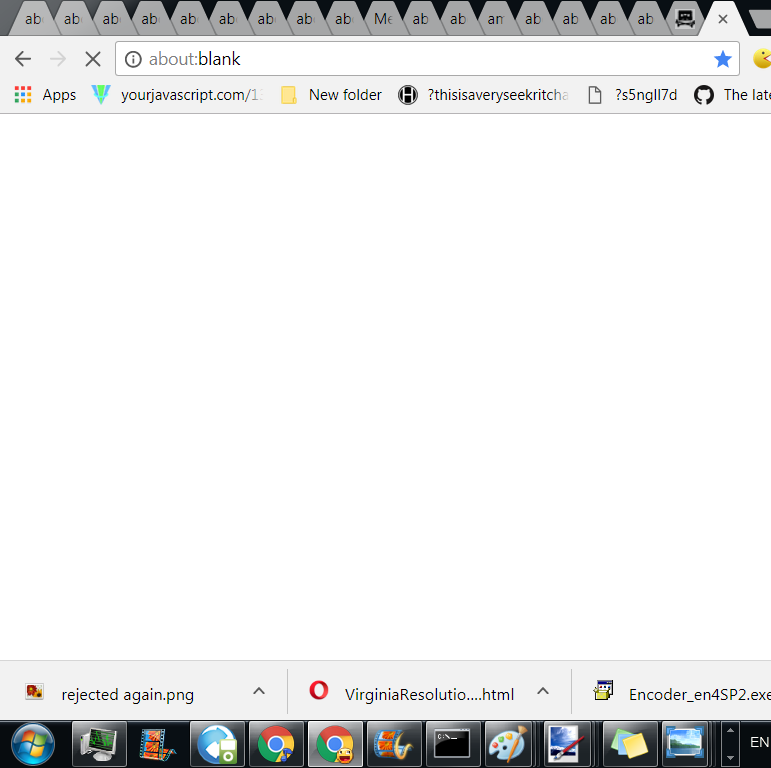 ab ab ab ab ab ab ab ab ab Me ab ab am ab ab ab ab
about:blank
Apps yourjavascript.com/1 New folder ?thisisaveryseekritcha ?s5ngll7d The late
rejected again.png VirginiaResolutio....html Encoder_en4SP2.exe
C:\_ EN